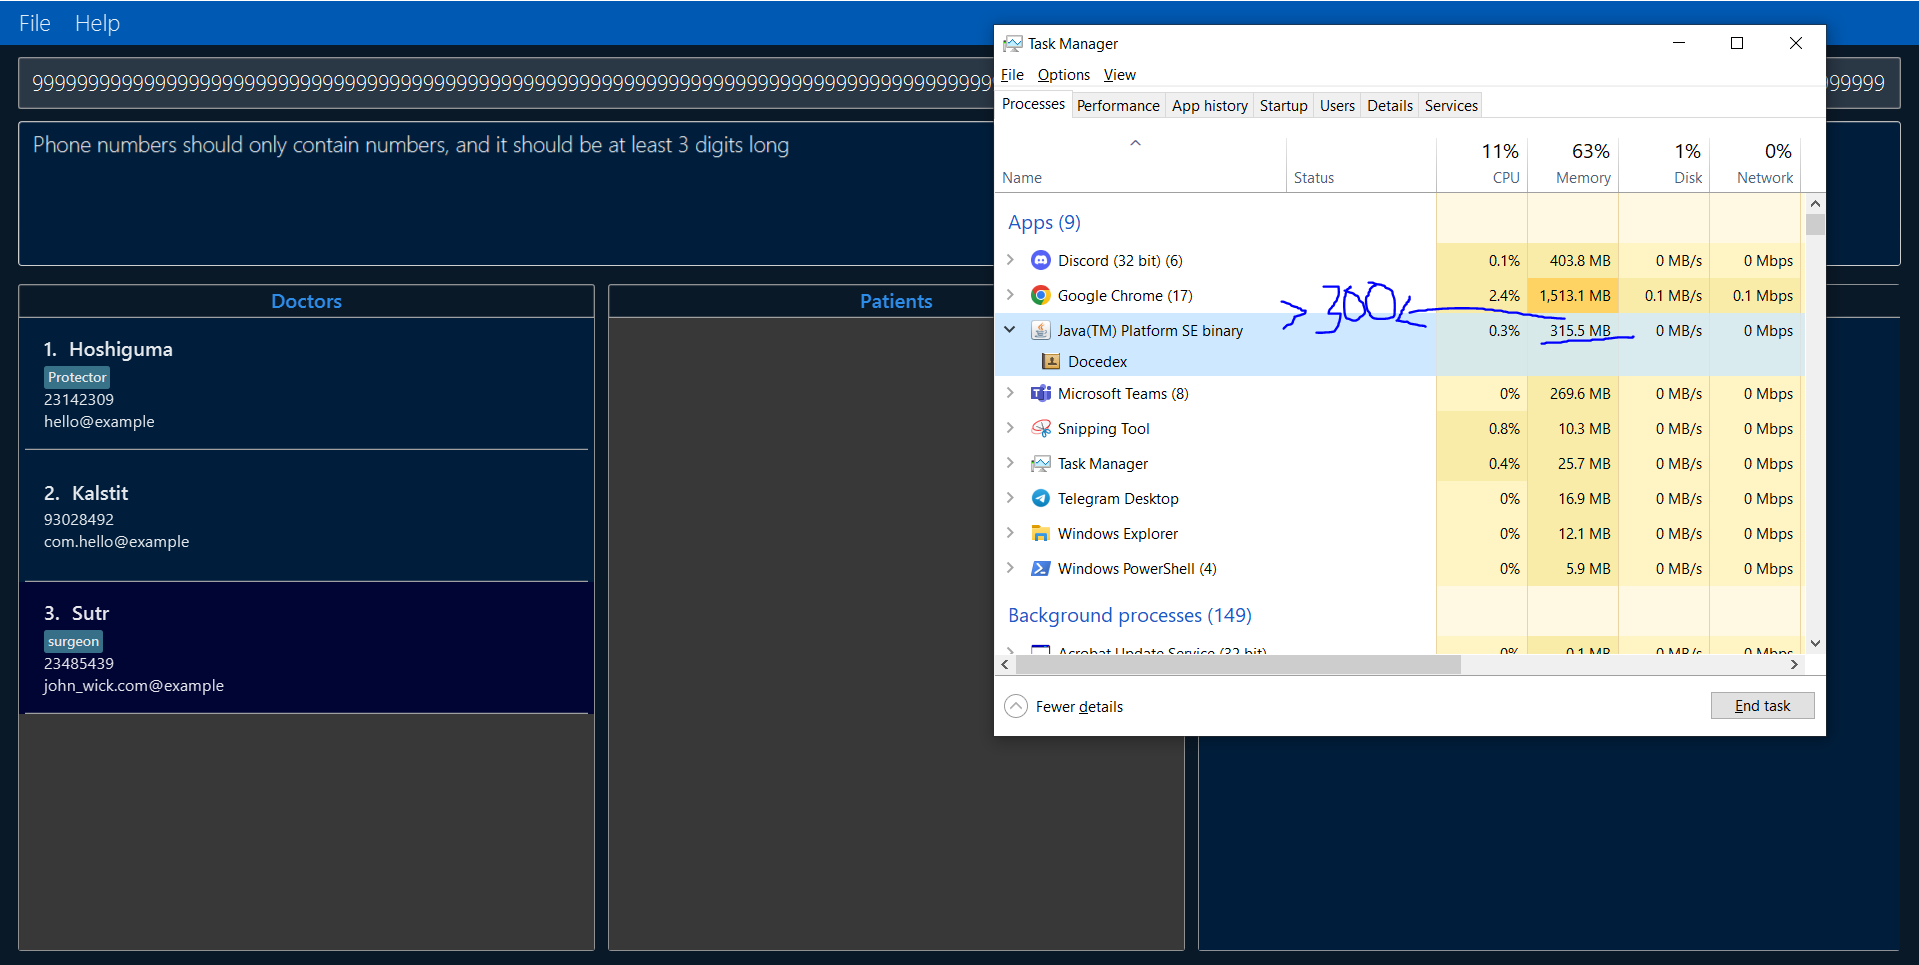 File Help
Phone numbers should only contain numbers, and it should be at least 3 digits long
Doctors
1. Hoshiguma
Protector
23142309
hello@example
2. Kalstit
93028492
com.hello@example
3. Sutr
surgeon
23485439
john_wick.com@example
Patients
Task Manager
File Options View
Processes Performance App history Startup Users Details Services
11% 63% 1% 0%
Name Status CPU Memory Disk Network
Apps (9)
Discord (32 bit) (6) 0.1% 403.8 MB 0 MB/s 0 Mbps
Google Chrome (17) 2.4% 1,513.1 MB 0.1 MB/s 0.1 Mbps
>300
Java(TM) Platform SE binary 0.3% 315.5 MB 0 MB/s 0 Mbps
Docedex
Microsoft Teams (8) 0% 269.6 MB 0 MB/s 0 Mbps
Snipping Tool 0.8% 10.3 MB 0 MB/s 0 Mbps
Task Manager 0.4% 25.7 MB 0 MB/s 0 Mbps
Telegram Desktop 0% 16.9 MB 0 MB/s 0 Mbps
Windows Explorer 0% 12.1 MB 0 MB/s 0 Mbps
Windows PowerShell (4) 0% 5.9 MB 0 MB/s 0 Mbps
Background processes (149)
Acrobat Update Service (32 bit) 0% 0.1 MB 0 MB/s 0 Mbps
Fewer details
End task